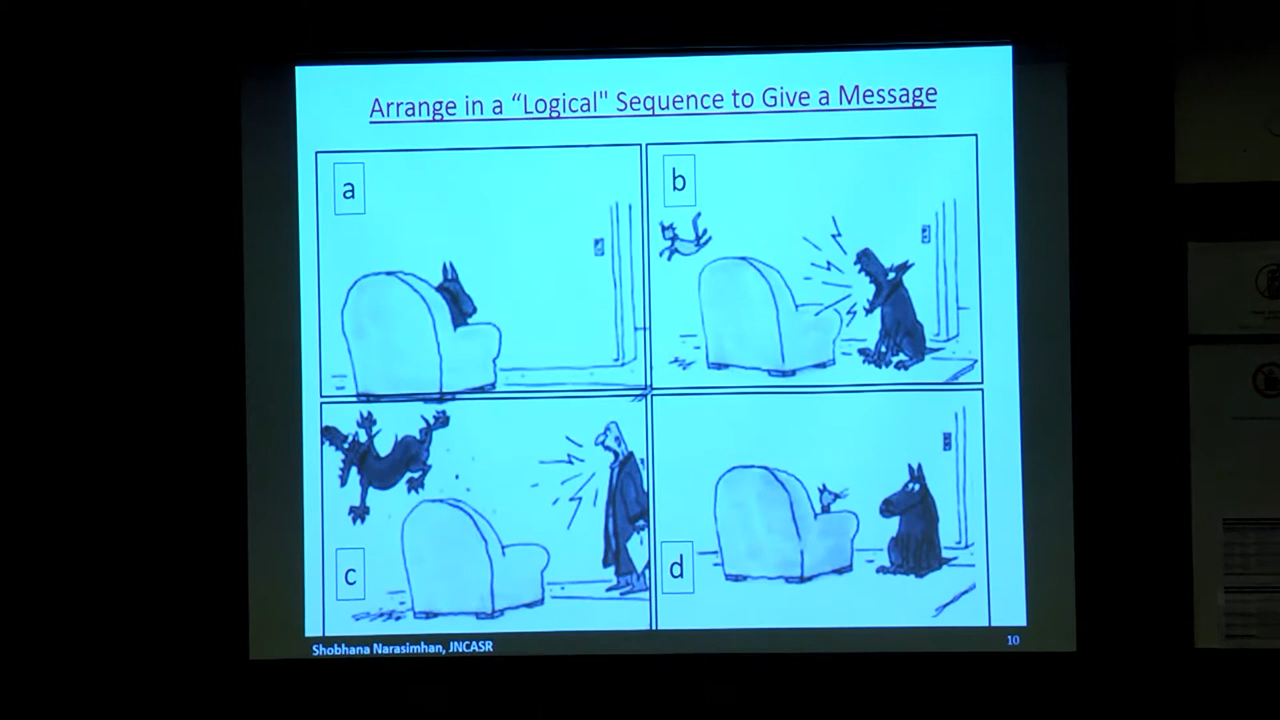 Arrange in a “Logical" Sequence to Give a Message
a
b
c
d
Shobhana Narasimhan, JNCASR
10